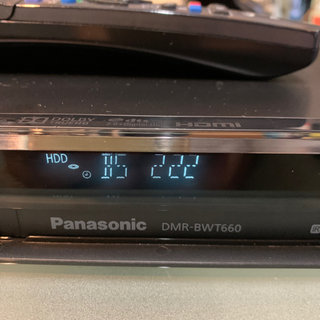 DOLBY
HDMI
HDD BS 222
Panasonic DMR-BWT660